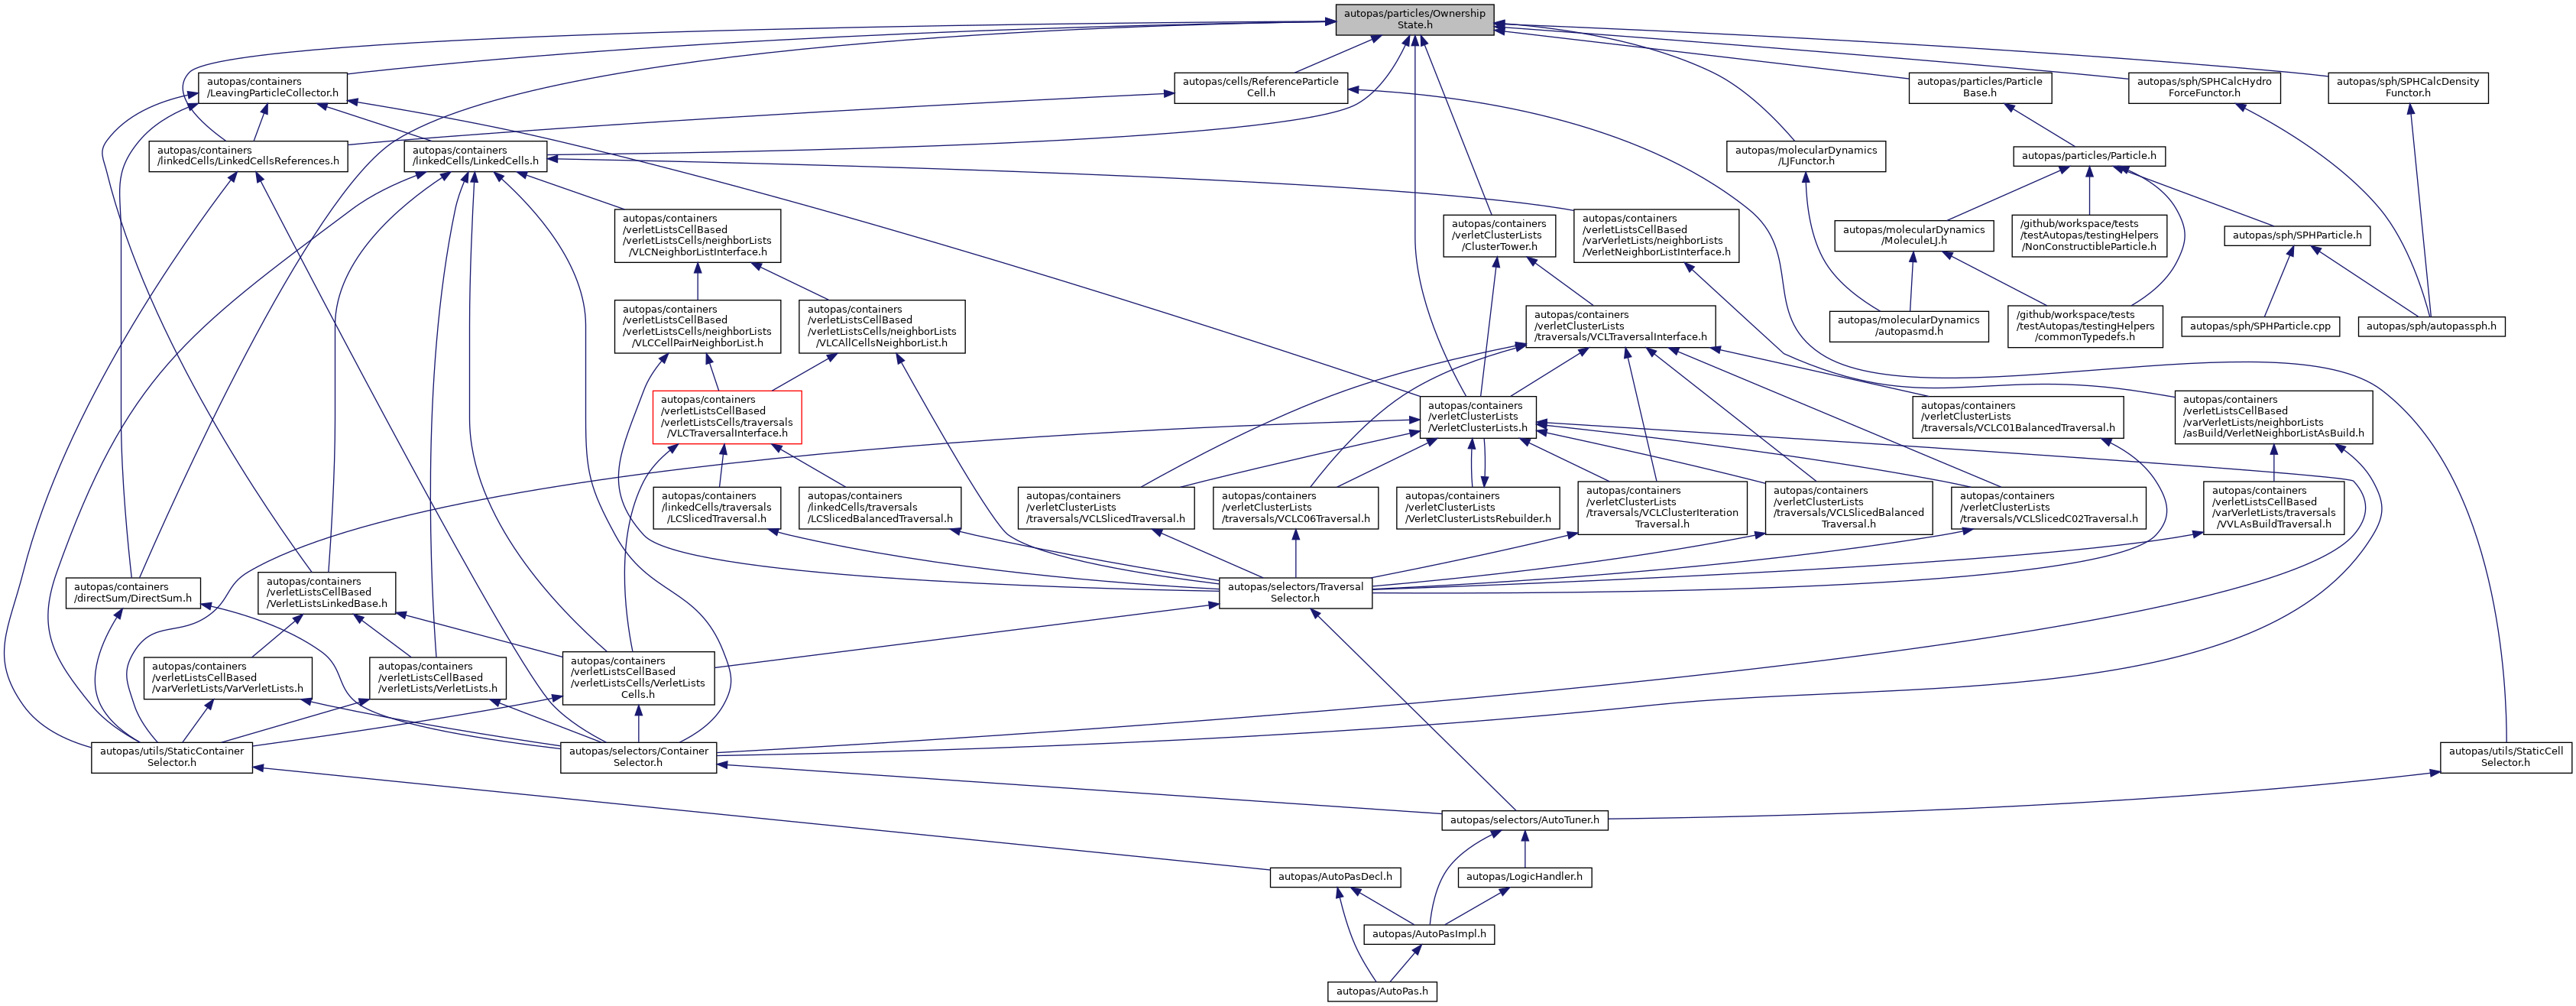 autopas/particles/Ownership
State.h
autopas/containers
/LeavingParticleCollector.h
autopas/cells/ReferenceParticle
Cell.h
autopas/particles/Particle
Base.h
autopas/sph/SPHCalcHydro
ForceFunctor.h
autopas/sph/SPHCalcDensity
Functor.h
autopas/containers
/linkedCells/LinkedCellsReferences.h
autopas/containers
/linkedCells/LinkedCells.h
autopas/molecularDynamics
/LJFunctor.h
autopas/particles/Particle.h
autopas/containers
/verletListsCellBased
/verletListsCells/neighborLists
/VLCNeighborListInterface.h
autopas/containers
/verletClusterLists
/ClusterTower.h
autopas/containers
/verletListsCellBased
/varVerletLists/neighborLists
/VerletNeighborListInterface.h
autopas/molecularDynamics
/MoleculeLJ.h
/github/workspace/tests
/testAutopas/testingHelpers
/NonConstructibleParticle.h
autopas/sph/SPHParticle.h
autopas/containers
/verletListsCellBased
/verletListsCells/neighborLists
/VLCCellPairNeighborList.h
autopas/containers
/verletListsCellBased
/verletListsCells/neighborLists
/VLCAllCellsNeighborList.h
autopas/containers
/verletClusterLists
/traversals/VCLTraversalInterface.h
autopas/molecularDynamics
/autopasmd.h
/github/workspace/tests
/testAutopas/testingHelpers
/commonTypedefs.h
autopas/sph/SPHParticle.cpp
autopas/sph/autopassph.h
autopas/containers
/verletListsCellBased
/verletListsCells/traversals
/VLCTraversalInterface.h
autopas/containers
/verletClusterLists
/VerletClusterLists.h
autopas/containers
/verletClusterLists
/traversals/VCLC01BalancedTraversal.h
autopas/containers
/verletListsCellBased
/varVerletLists/neighborLists
/asBuild/VerletNeighborListAsBuild.h
autopas/containers
/linkedCells/traversals
/LCSlicedTraversal.h
autopas/containers
/linkedCells/traversals
/LCSlicedBalancedTraversal.h
autopas/containers
/verletClusterLists
/traversals/VCLSlicedTraversal.h
autopas/containers
/verletClusterLists
/traversals/VCLC06Traversal.h
autopas/containers
/verletClusterLists
/VerletClusterListsRebuilder.h
autopas/containers
/verletClusterLists
/traversals/VCLClusterIteration
Traversal.h
autopas/containers
/verletClusterLists
/traversals/VCLSlicedBalanced
Traversal.h
autopas/containers
/verletClusterLists
/traversals/VCLSlicedC02Traversal.h
autopas/containers
/verletListsCellBased
/varVerletLists/traversals
/VVLAsBuildTraversal.h
autopas/containers
/directSum/DirectSum.h
autopas/containers
/verletListsCellBased
/VerletListsLinkedBase.h
autopas/selectors/Traversal
Selector.h
autopas/containers
/verletListsCellBased
/varVerletLists/VarVerletLists.h
autopas/containers
/verletListsCellBased
/verletLists/VerletLists.h
autopas/containers
/verletListsCellBased
/verletListsCells/VerletLists
Cells.h
autopas/utils/StaticContainer
Selector.h
autopas/selectors/Container
Selector.h
autopas/utils/StaticCell
Selector.h
autopas/selectors/AutoTuner.h
autopas/AutoPasDecl.h
autopas/LogicHandler.h
autopas/AutoPasImpl.h
autopas/AutoPas.h